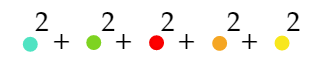 ² + ² + ² + ² + ²